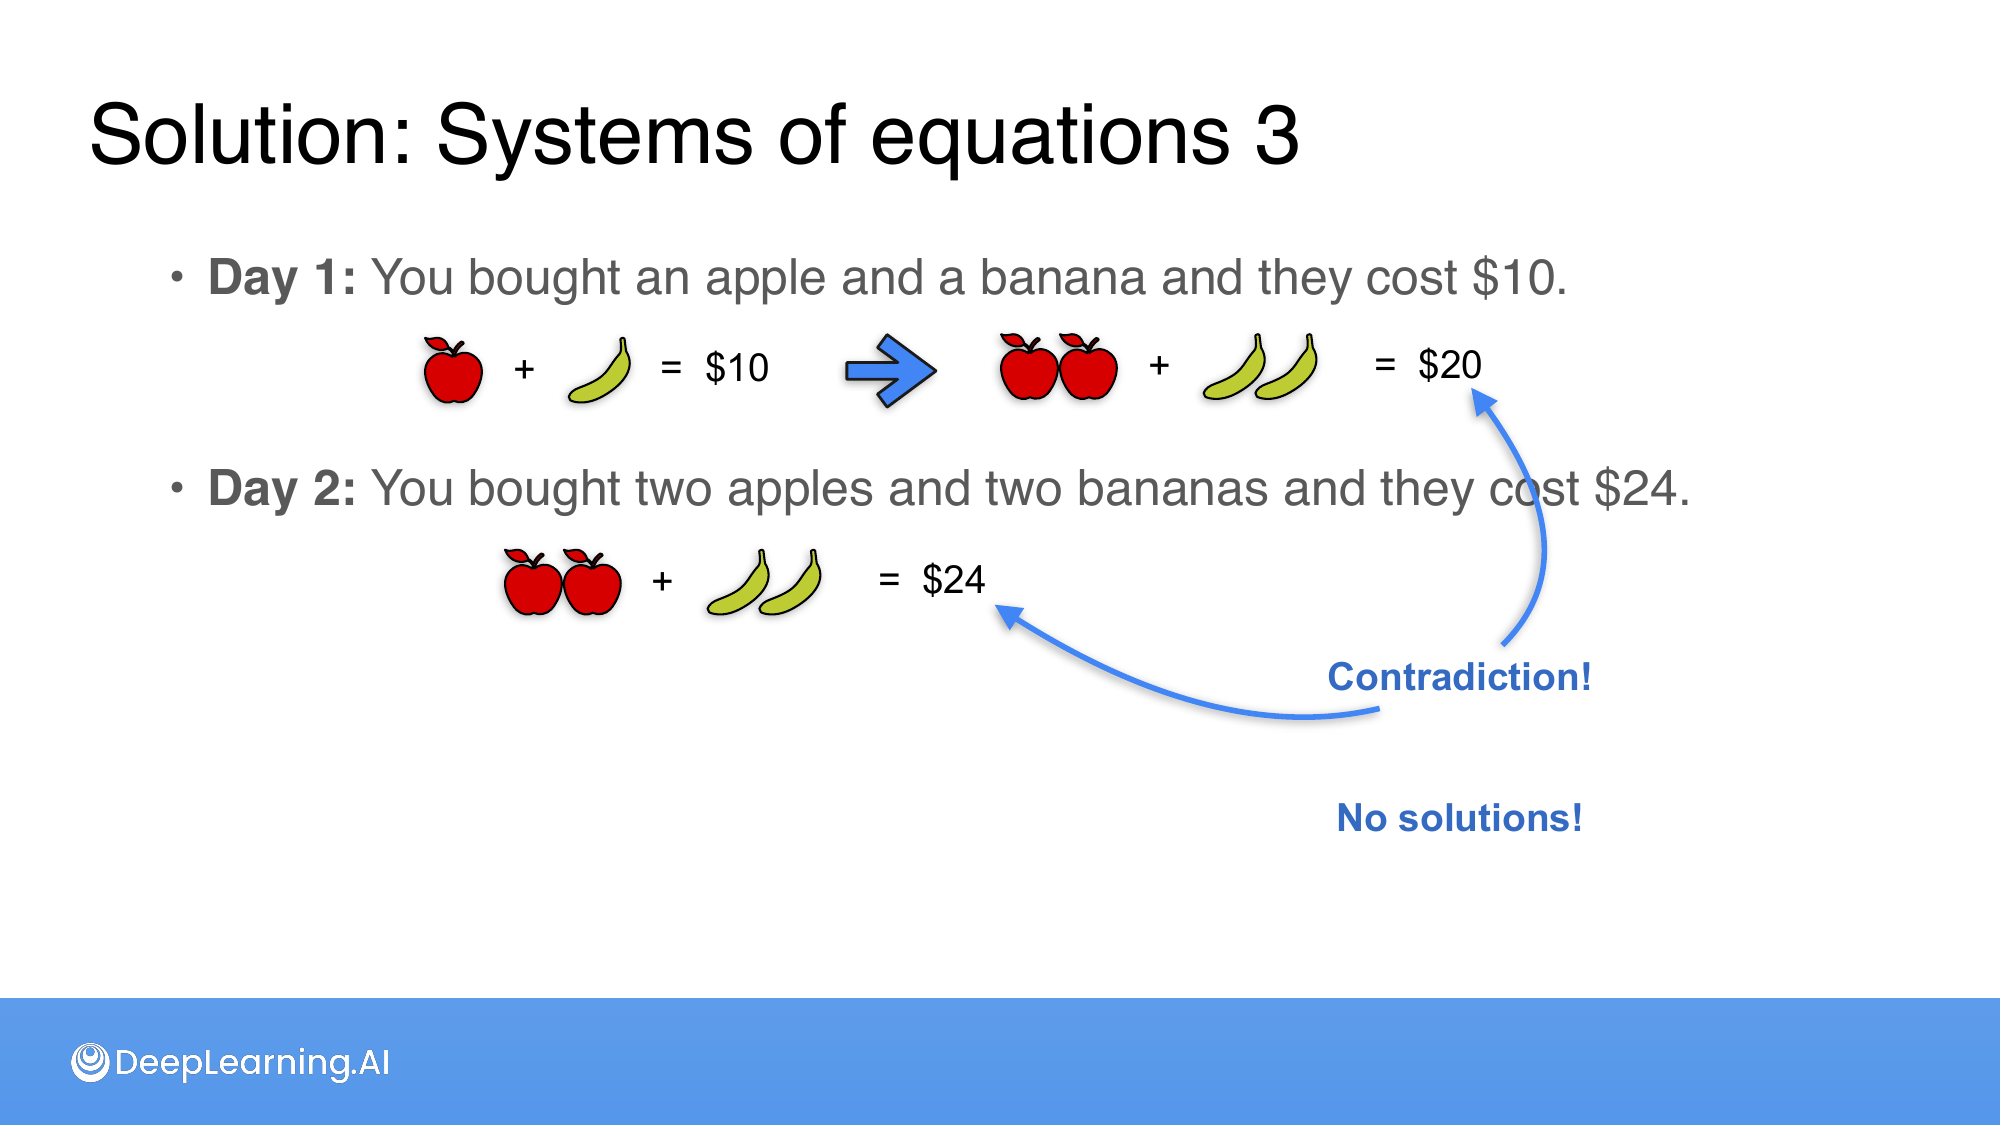 Solution: Systems of equations 3
• Day 1: You bought an apple and a banana and they cost $10.
+ = $10 + = $20
• Day 2: You bought two apples and two bananas and they cost $24.
+ = $24
Contradiction!
No solutions!
DeepLearning.AI